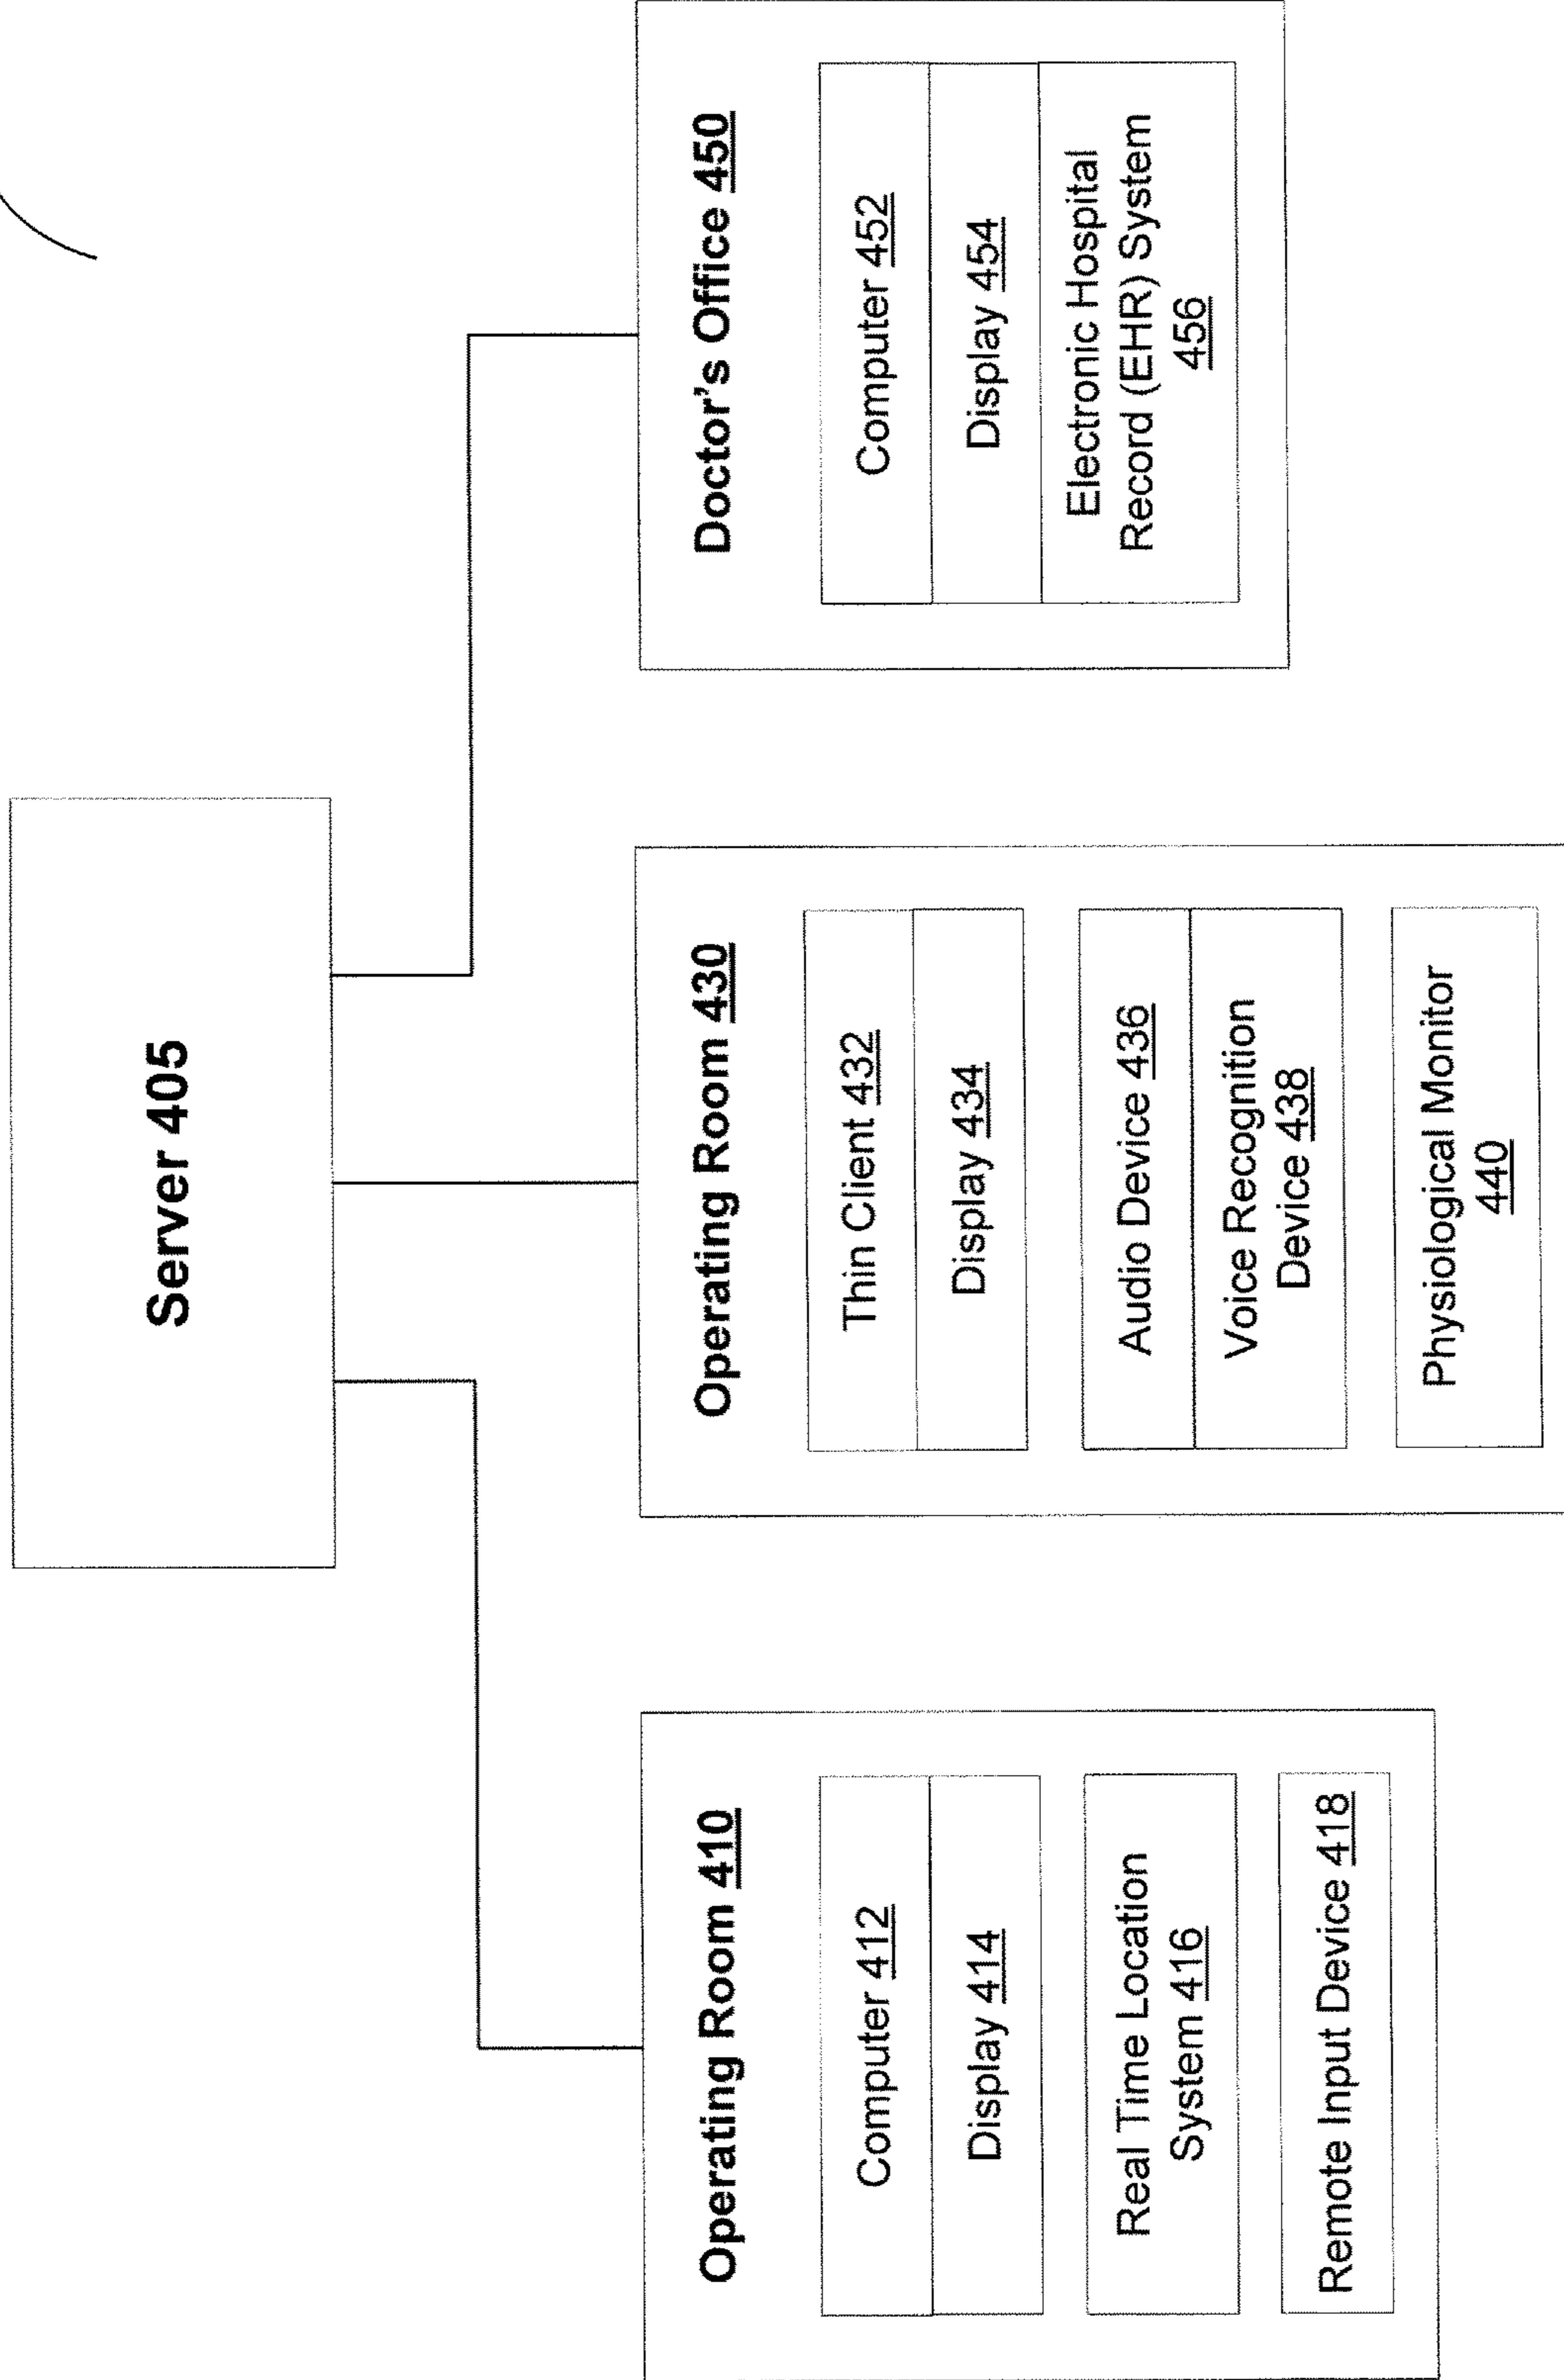 Server 405
Operating Room 410
Computer 412
Display 414
Real Time Location
System 416
Remote Input Device 418
Operating Room 430
Thin Client 432
Display 434
Audio Device 436
Voice Recognition
Device 438
Physiological Monitor
440
Doctor's Office 450
Computer 452
Display 454
Electronic Hospital
Record (EHR) System
456